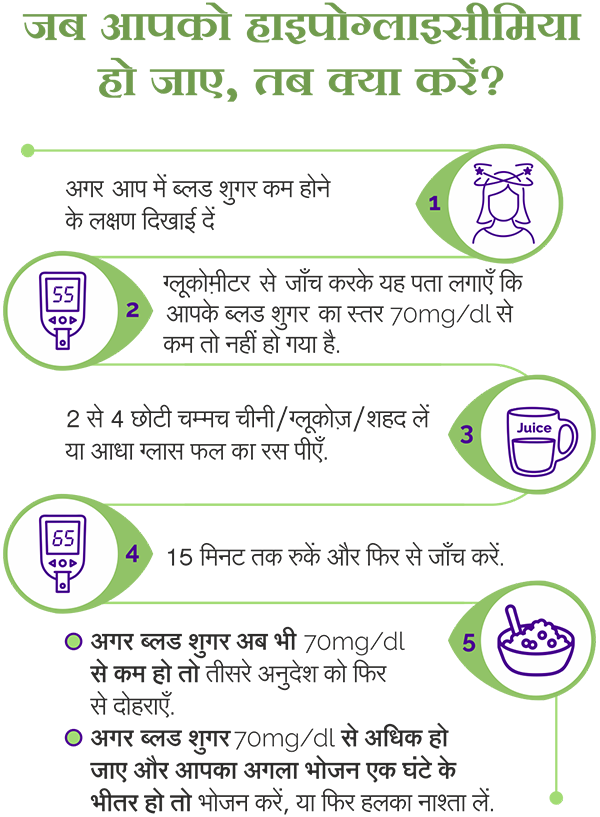 जब आपको हाइपोग्लाइसीमिया
हो जाए, तब क्या करें?
अगर आप में ब्लड शुगर कम होने
के लक्षण दिखाई दें
1
55
2
ग्लूकोम़ीटर से जाँच करके यह पता लगाएँ कि
आपके ब्लड शुगर का स्तर 70mg/dl से
कम तो नहीं हो गया है.
2 से 4 छोटी चम्मच चीनी/ग्लूकोज़/शहद लें
या आधा ग्लास फल का रस पीएँ.
3
Juice
65
4
15 मिनट तक रुकें और फिर से जाँच करें.
5
अगर ब्लड शुगर अब भी 70mg/dl
से कम हो तो तीसरे अनुदेश को फिर
से दोहराएँ.
अगर ब्लड शुगर 70mg/dl से अधिक हो
जाए और आपका अगला भोजन एक घंटे के
भीतर हो तो भोजन करें, या फिर हलका नाश्ता लें.